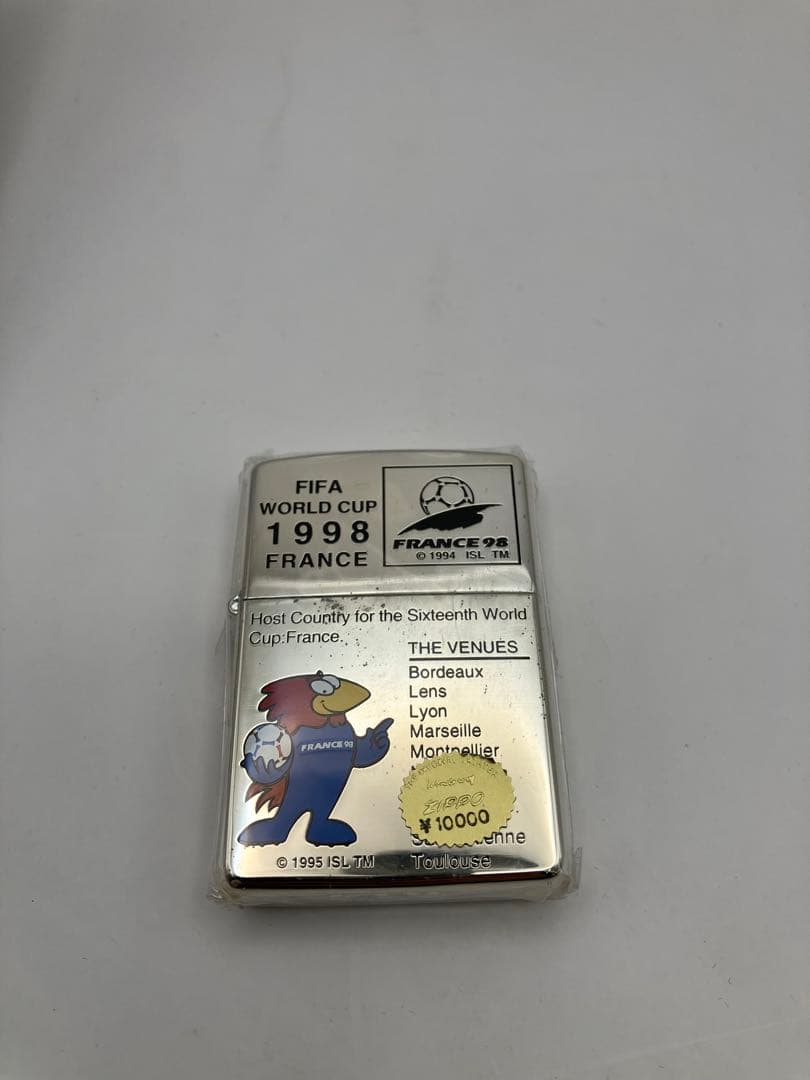 FIFA
WORLD CUP
1998
FRANCE
FRANCE 98
© 1994 ISL TM
Host Country for the Sixteenth World
Cup:France.
THE VENUES
Bordeaux
Lens
Lyon
Marseille
Montpellier
FRANCE 98
ZIPPO
¥10000
enne
Toulouse
© 1995 ISL TM